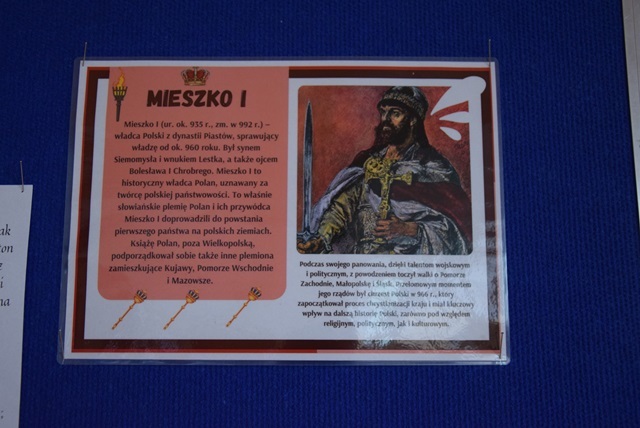 MIESZKO I
Mieszko I (ur. ok. 935 r., zm. w 992 r.) –
władca Polski z dynastii Piastów, sprawujący
władzę od ok. 960 roku. Był synem
Siemomysła i wnukiem Lestka, a także ojcem
Bolesława I Chrobrego. Mieszko I to
historyczny władca Polan, uznawany za
twórcę polskiej państwowości. To właśnie
słowiańskie plemię Polan i ich przywódca
Mieszko I doprowadzili do powstania
pierwszego państwa na polskich ziemiach.
Książę Polan, poza Wielkopolską,
podporządkował sobie także inne plemiona
zamieszkujące Kujawy, Pomorze Wschodnie
i Mazowsze.
Podczas swojego panowania, dzięki talentom wojskowym
i politycznym, z powodzeniem toczył walki o Pomorze
Zachodnie, Małopolskę i Śląsk. Przełomowym momentem
jego rządów był chrzest Polski w 966 r., który
zapoczątkował proces chrystianizacji kraju i miał kluczowy
wpływ na dalszą historię Polski, zarówno pod względem
religijnym, politycznym, jak i kulturowym.